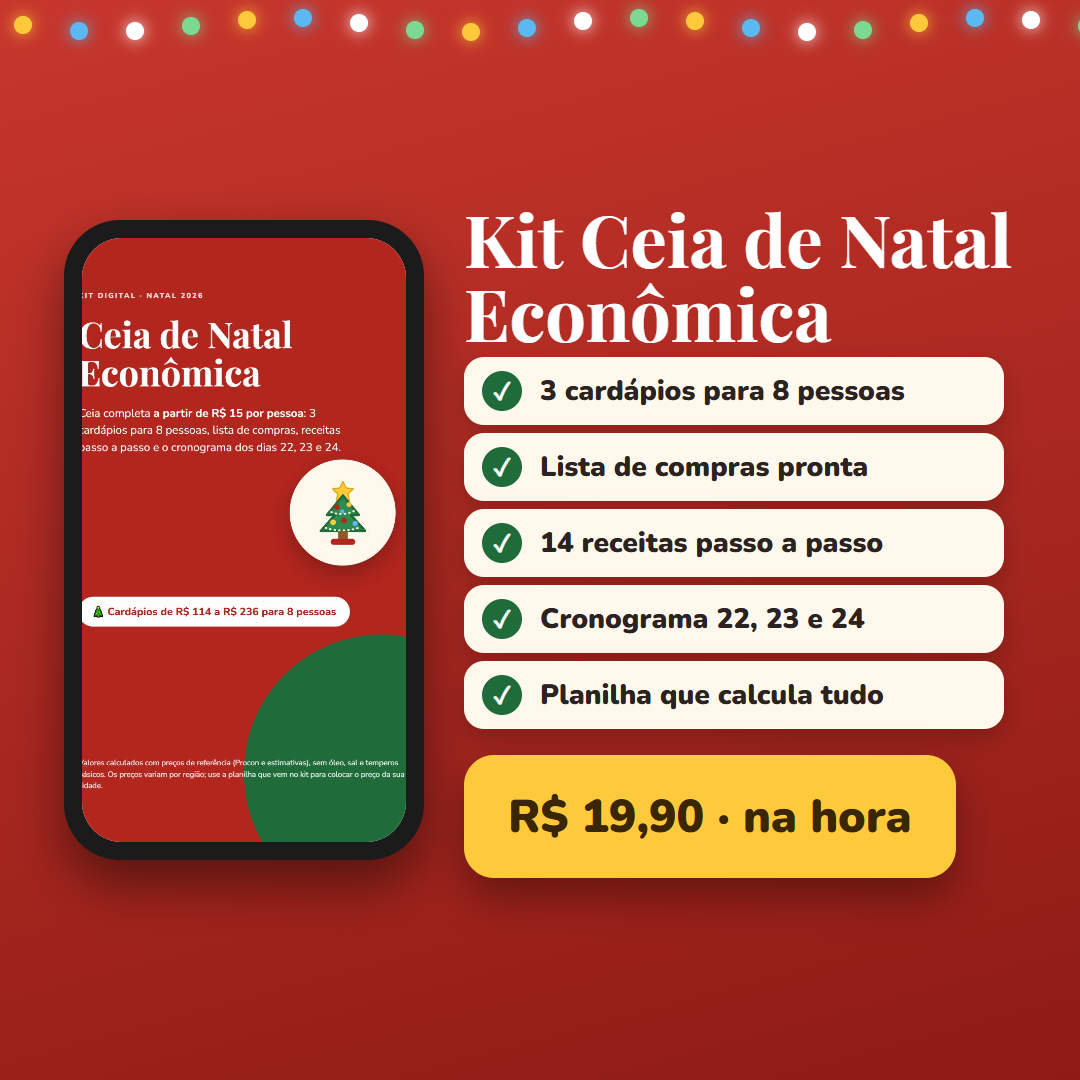 KIT DIGITAL · NATAL 2026
Ceia de Natal
Econômica
Ceia completa a partir de R$ 15 por pessoa: 3
cardápios para 8 pessoas, lista de compras, receitas
passo a passo e o cronograma dos dias 22, 23 e 24.
Cardápios de R$ 114 a R$ 236 para 8 pessoas
Valores calculados com preços de referência (Procon e estimativas), sem óleo, sal e temperos
básicos. Os preços variam por região; use a planilha que vem no kit para colocar o preço da sua
cidade.
Kit Ceia de Natal
Econômica
3 cardápios para 8 pessoas
Lista de compras pronta
14 receitas passo a passo
Cronograma 22, 23 e 24
Planilha que calcula tudo
R$ 19,90 · na hora